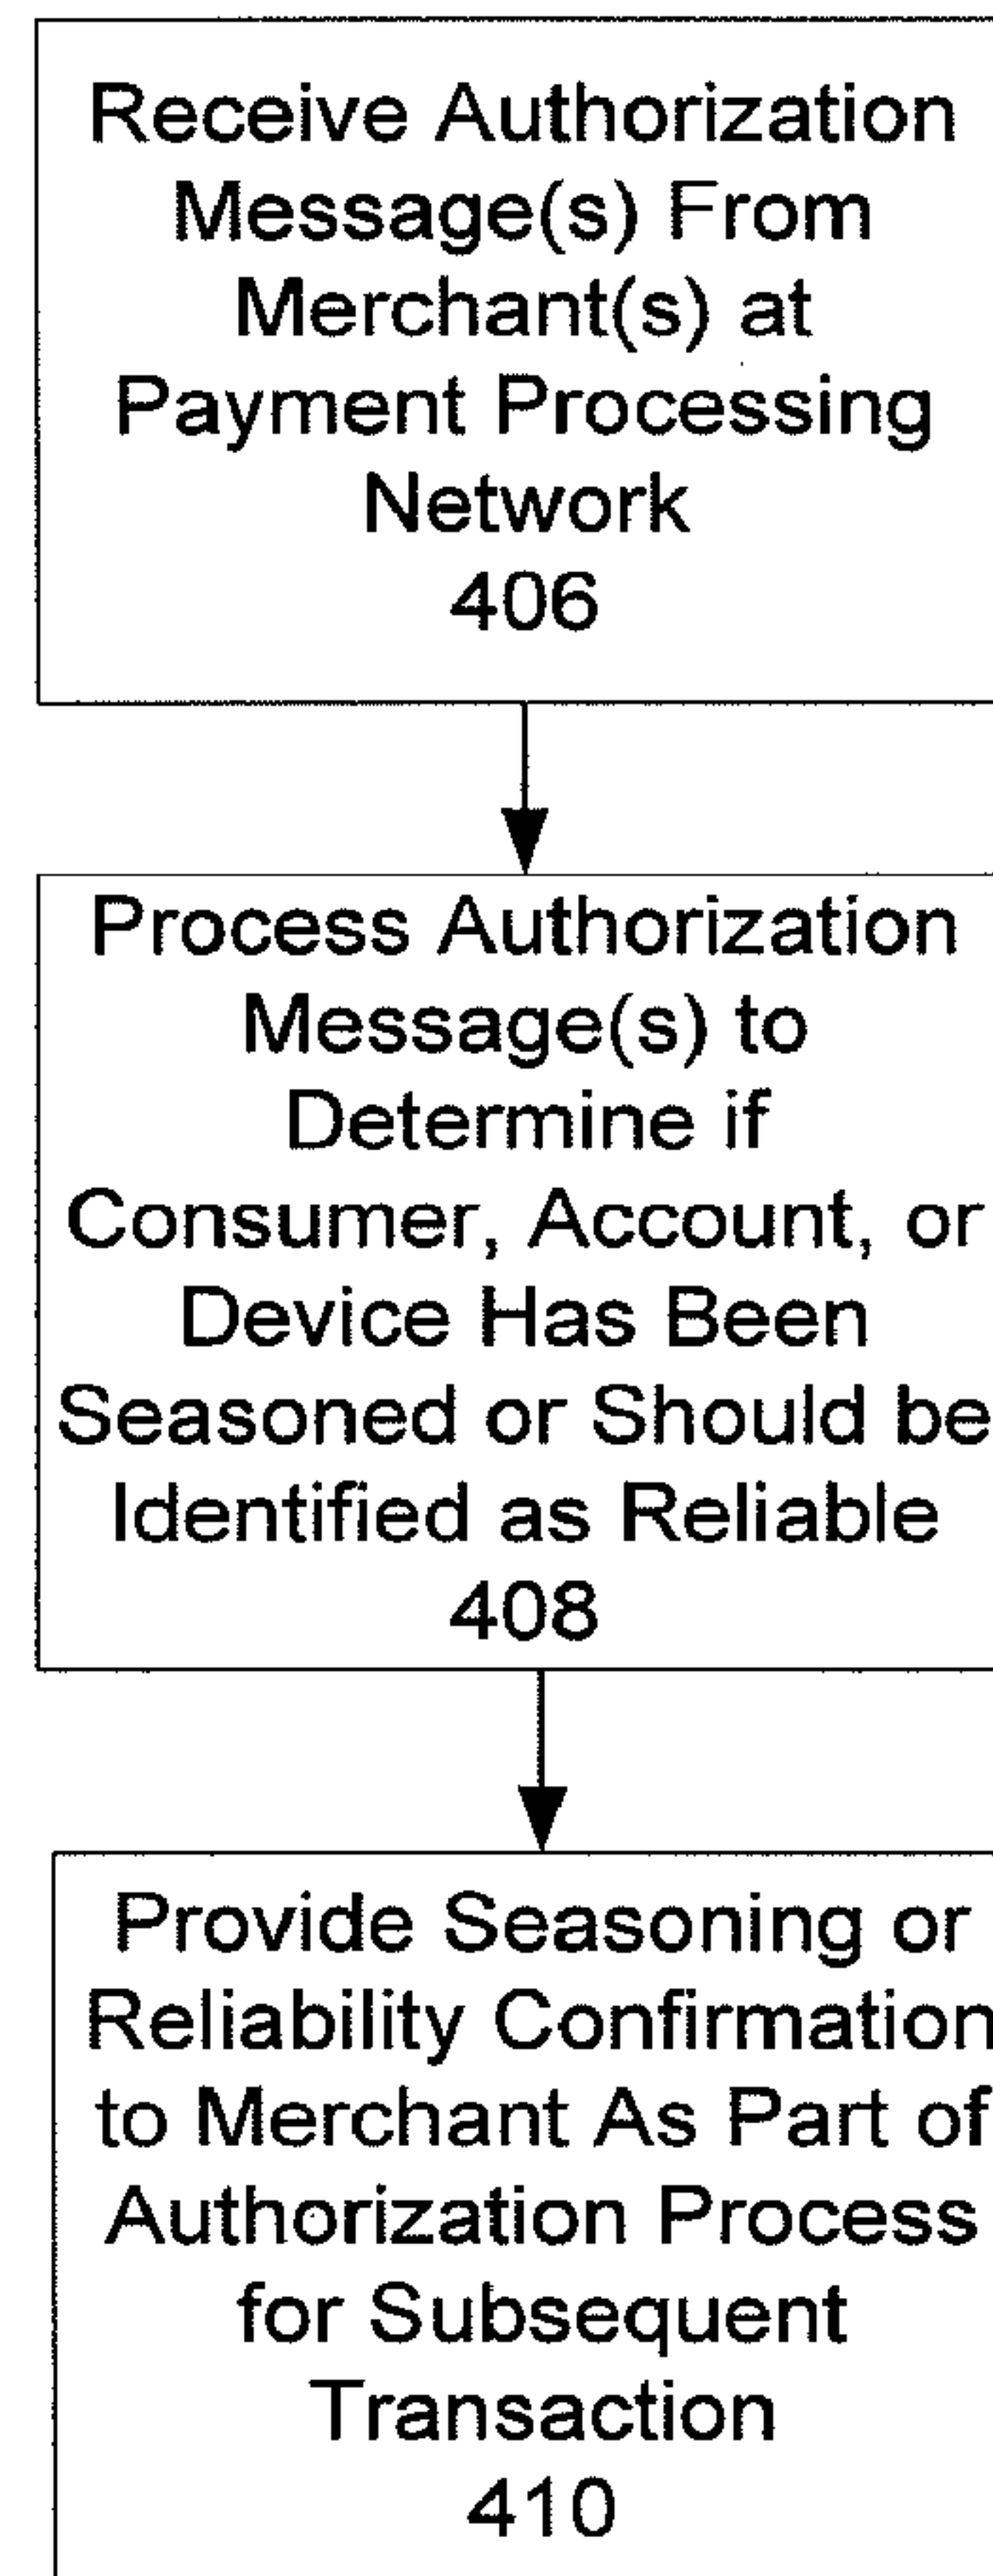 Receive Authorization
Message(s) From
Merchant(s) at
Payment Processing
Network
406
Process Authorization
Message(s) to
Determine if
Consumer, Account, or
Device Has Been
Seasoned or Should be
Identified as Reliable
408
Provide Seasoning or
Reliability Confirmation
to Merchant As Part of
Authorization Process
for Subsequent
Transaction
410